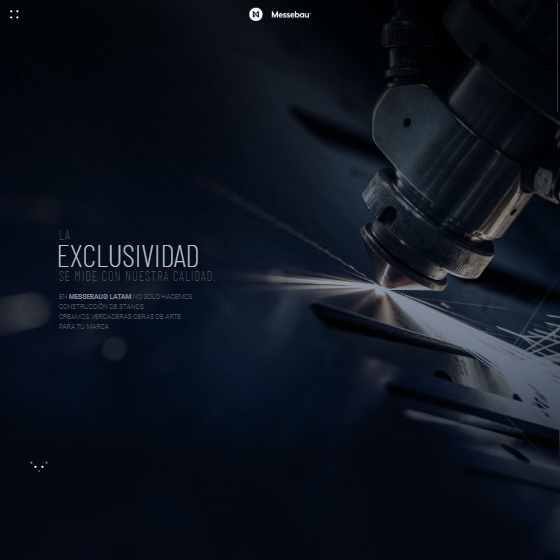 Messebau®
LA
EXCLUSIVIDAD
SE MIDE CON NUESTRA CALIDAD.
EN MESSEBAU® LATAM NO SOLO HACEMOS
CONSTRUCCIÓN DE STANDS
CREAMOS VERDADERAS OBRAS DE ARTE
PARA TU MARCA.